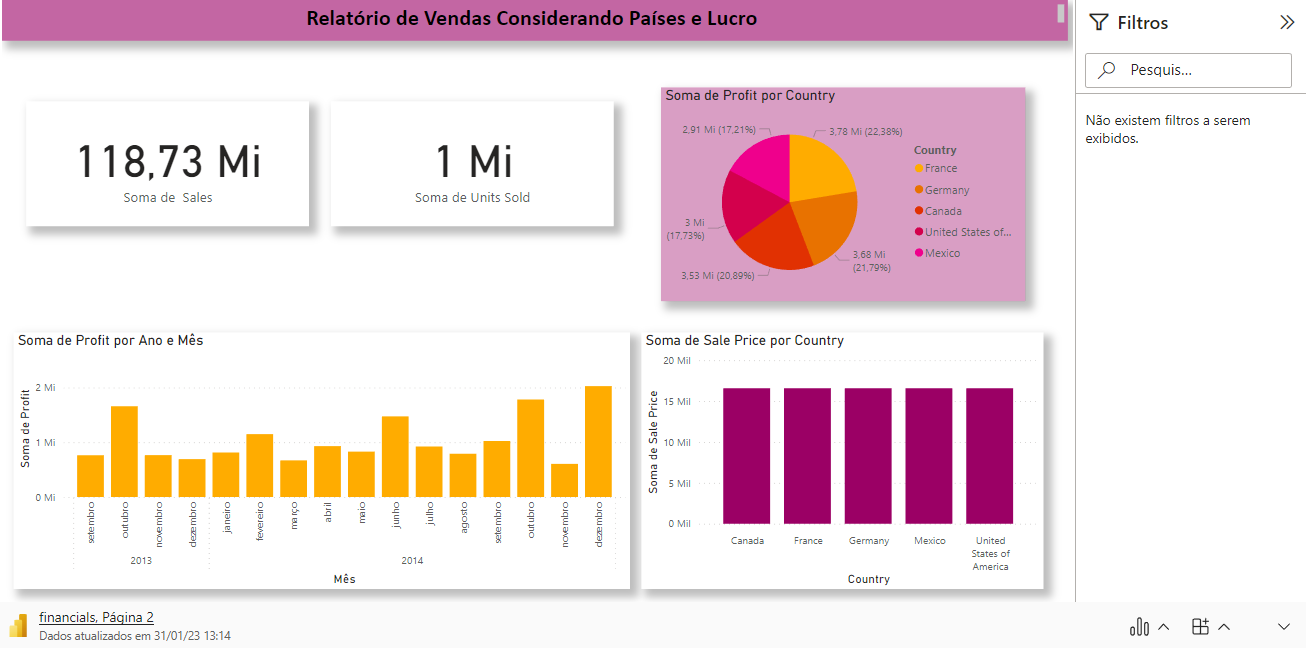 Relatório de Vendas Considerando Países e Lucro
Filtros
Pesquis...
Não existem filtros a serem
exibidos.
118,73 Mi
Soma de Sales
1 Mi
Soma de Units Sold
Soma de Profit por Country
2,91 Mi (17,21%)
3,78 Mi (22,38%)
3 Mi
(17,73%)
3,68 Mi
(21,79%)
3,53 Mi (20,89%)
Country
France
Germany
Canada
United States of...
Mexico
Soma de Profit por Ano e Mês
Soma de Profit
2 Mi
1 Mi
0 Mi
setembro
outubro
novembro
dezembro
janeiro
fevereiro
março
abril
maio
junho
julho
agosto
setembro
outubro
novembro
dezembro
2013
2014
Mês
Soma de Sale Price por Country
Soma de Sale Price
20 Mil
15 Mil
10 Mil
5 Mil
0 Mil
Canada
France
Germany
Mexico
United
States of
America
Country
financials, Página 2
Dados atualizados em 31/01/23 13:14